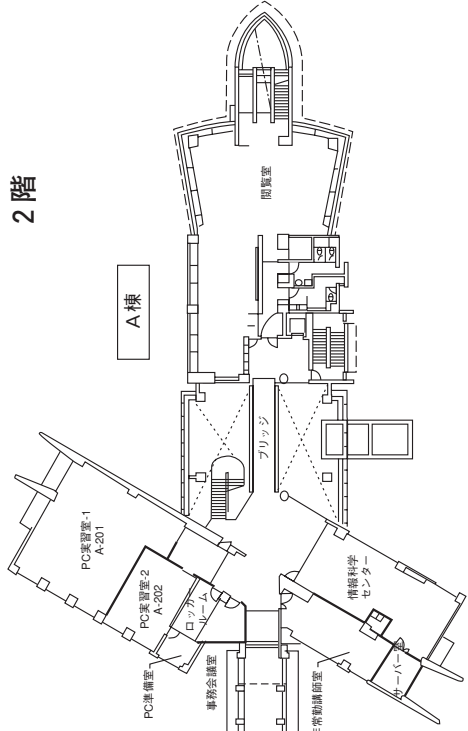 2階
A棟
閲覧室
ブリッジ
PC実習室-1
A-201
PC実習室-2
A-202
ロッカー
ルーム
PC準備室
事務会議室
情報科学
センター
サーバー室
非常勤講師室